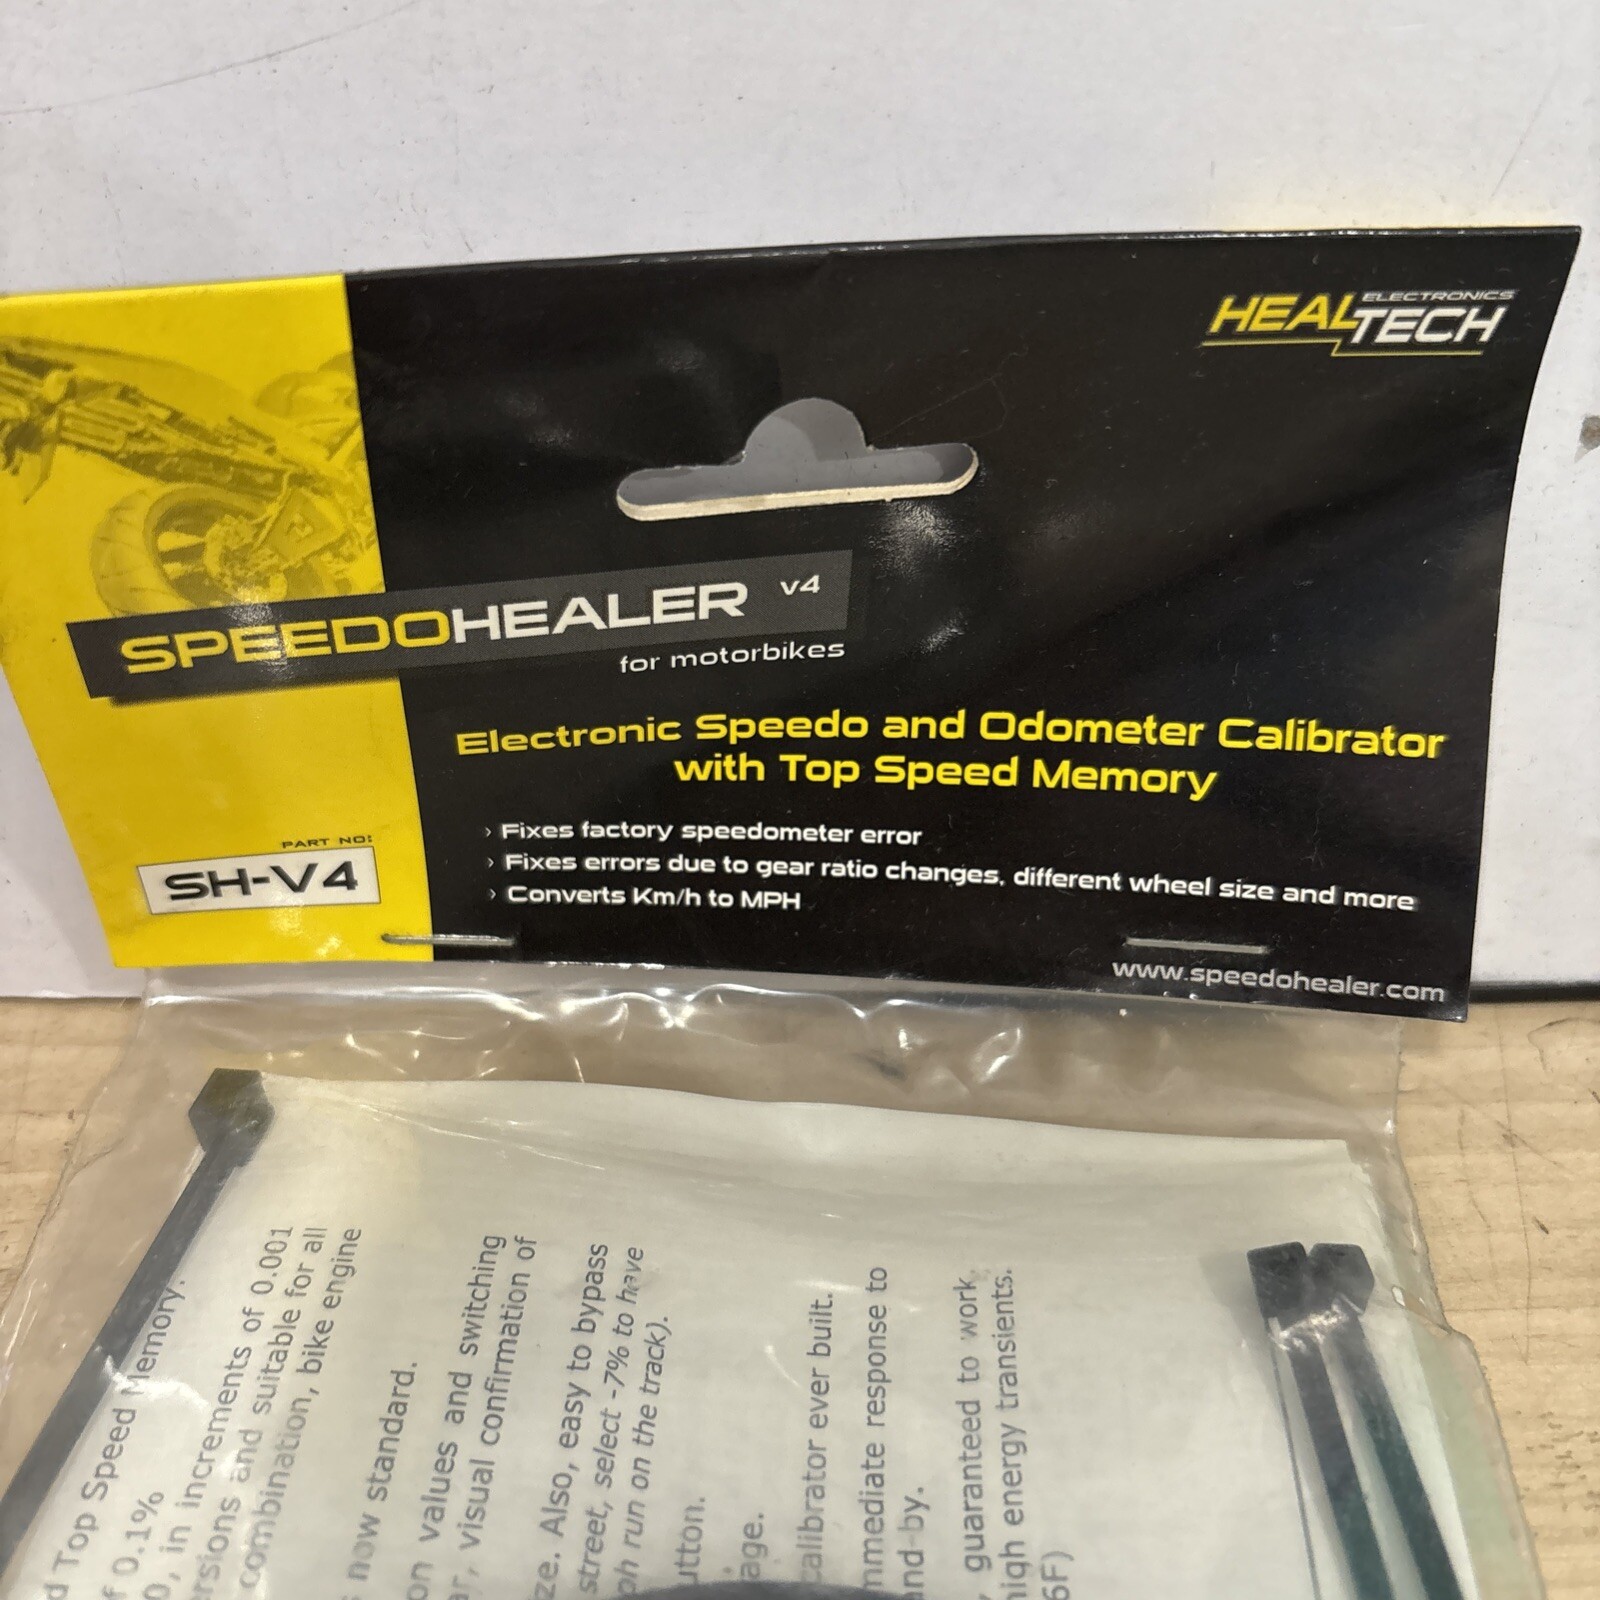 HEALTECH ELECTRONICS
SPEEDOHEALER v4
for motorbikes
Electronic Speedo and Odometer Calibrator
with Top Speed Memory
› Fixes factory speedometer error
› Fixes errors due to gear ratio changes, different wheel size and more
› Converts Km/h to MPH
PART NO:
SH-V4
www.speedohealer.com
d Top Speed Memory.
f 0.1%
0, in increments of 0.001
ersions and suitable for all
combination, bike engine
now standard.
on values and switching
ar, visual confirmation of
ze. Also, easy to bypass
street, select -7% to have
ph run on the track).
utton.
age.
calibrator ever built.
mmediate response to
and-by.
guaranteed to work
high energy transients.
6F)